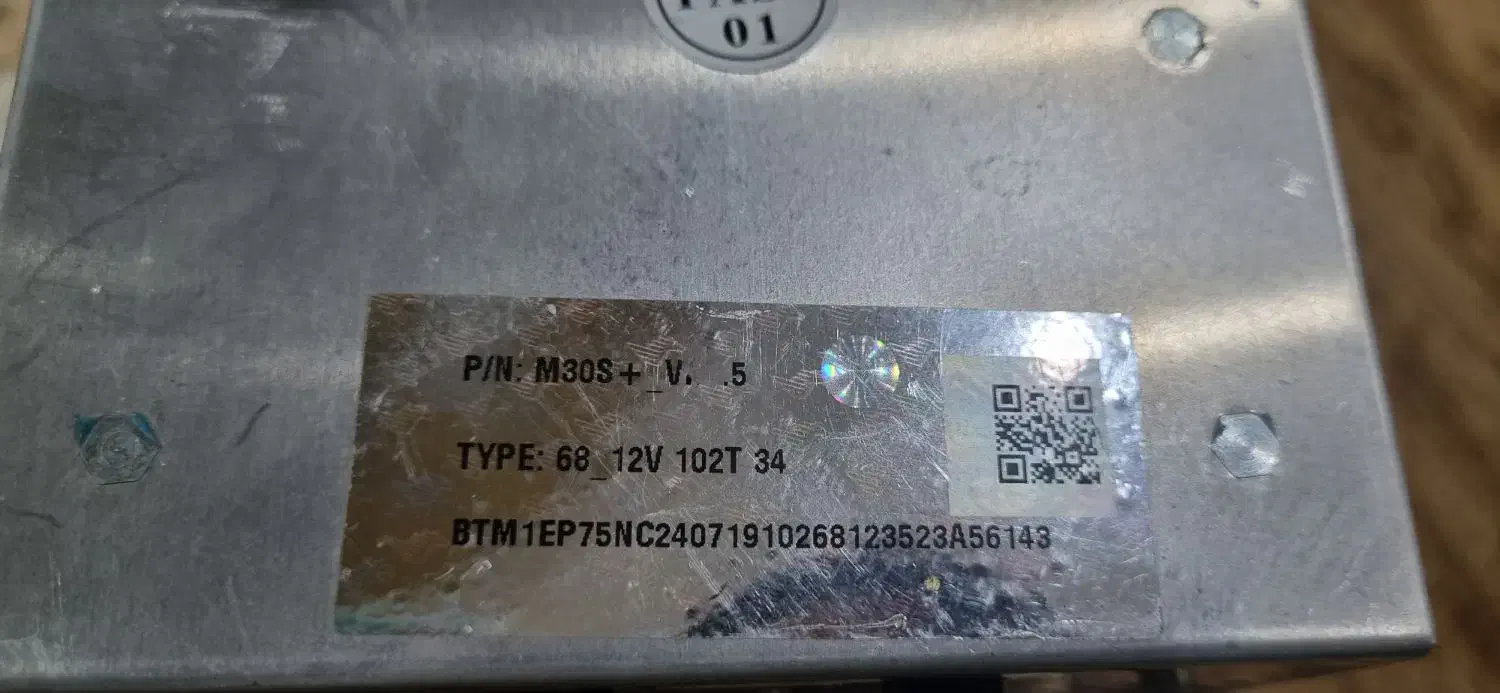 01
P/N: M30S+_V. .5
TYPE: 68_12V 102T 34
BTM1EP75NC24071910268123523A56143